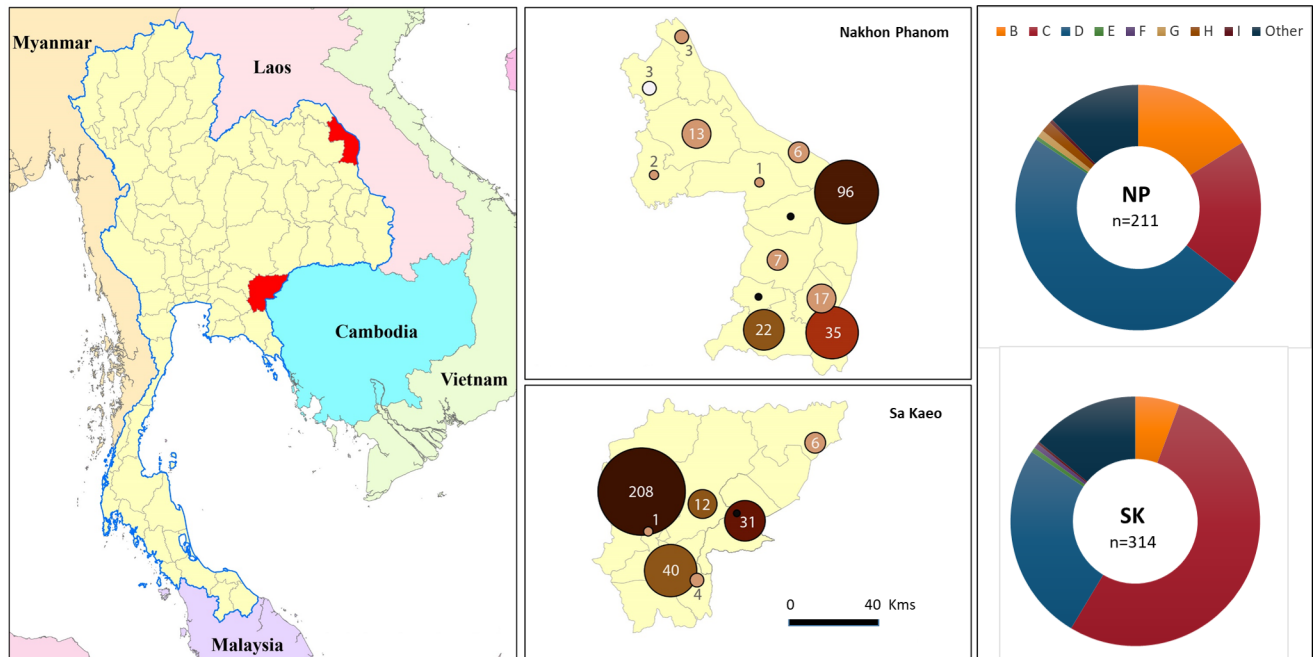 Myanmar
Laos
Cambodia
Vietnam
Malaysia
Nakhon Phanom
3
3
13
6
2
1
96
7
17
22
35
Sa Kaeo
6
208
12
1
31
40
4
0 40 Kms
B C D E F G H I Other
NP
n=211
SK
n=314